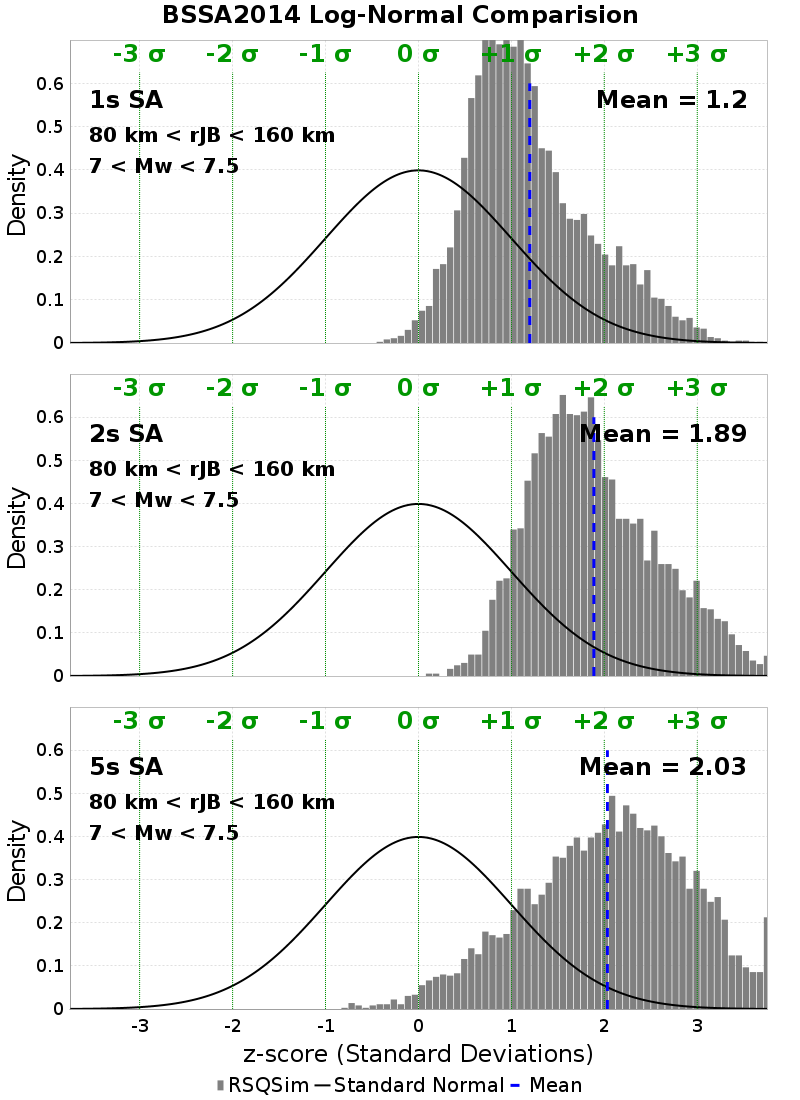 BSSA2014 Log-Normal Comparision
-3 σ -2 σ -1 σ 0 σ +1 σ +2 σ +3 σ
1s SA Mean = 1.2
80 km < rJB < 160 km
7 < Mw < 7.5
Density
0.6
0.5
0.4
0.3
0.2
0.1
0
-3 σ -2 σ -1 σ 0 σ +1 σ +2 σ +3 σ
2s SA Mean = 1.89
80 km < rJB < 160 km
7 < Mw < 7.5
Density
0.6
0.5
0.4
0.3
0.2
0.1
0
-3 σ -2 σ -1 σ 0 σ +1 σ +2 σ +3 σ
5s SA Mean = 2.03
80 km < rJB < 160 km
7 < Mw < 7.5
Density
0.6
0.5
0.4
0.3
0.2
0.1
0
-3 -2 -1 0 1 2 3
z-score (Standard Deviations)
RSQSim Standard Normal Mean